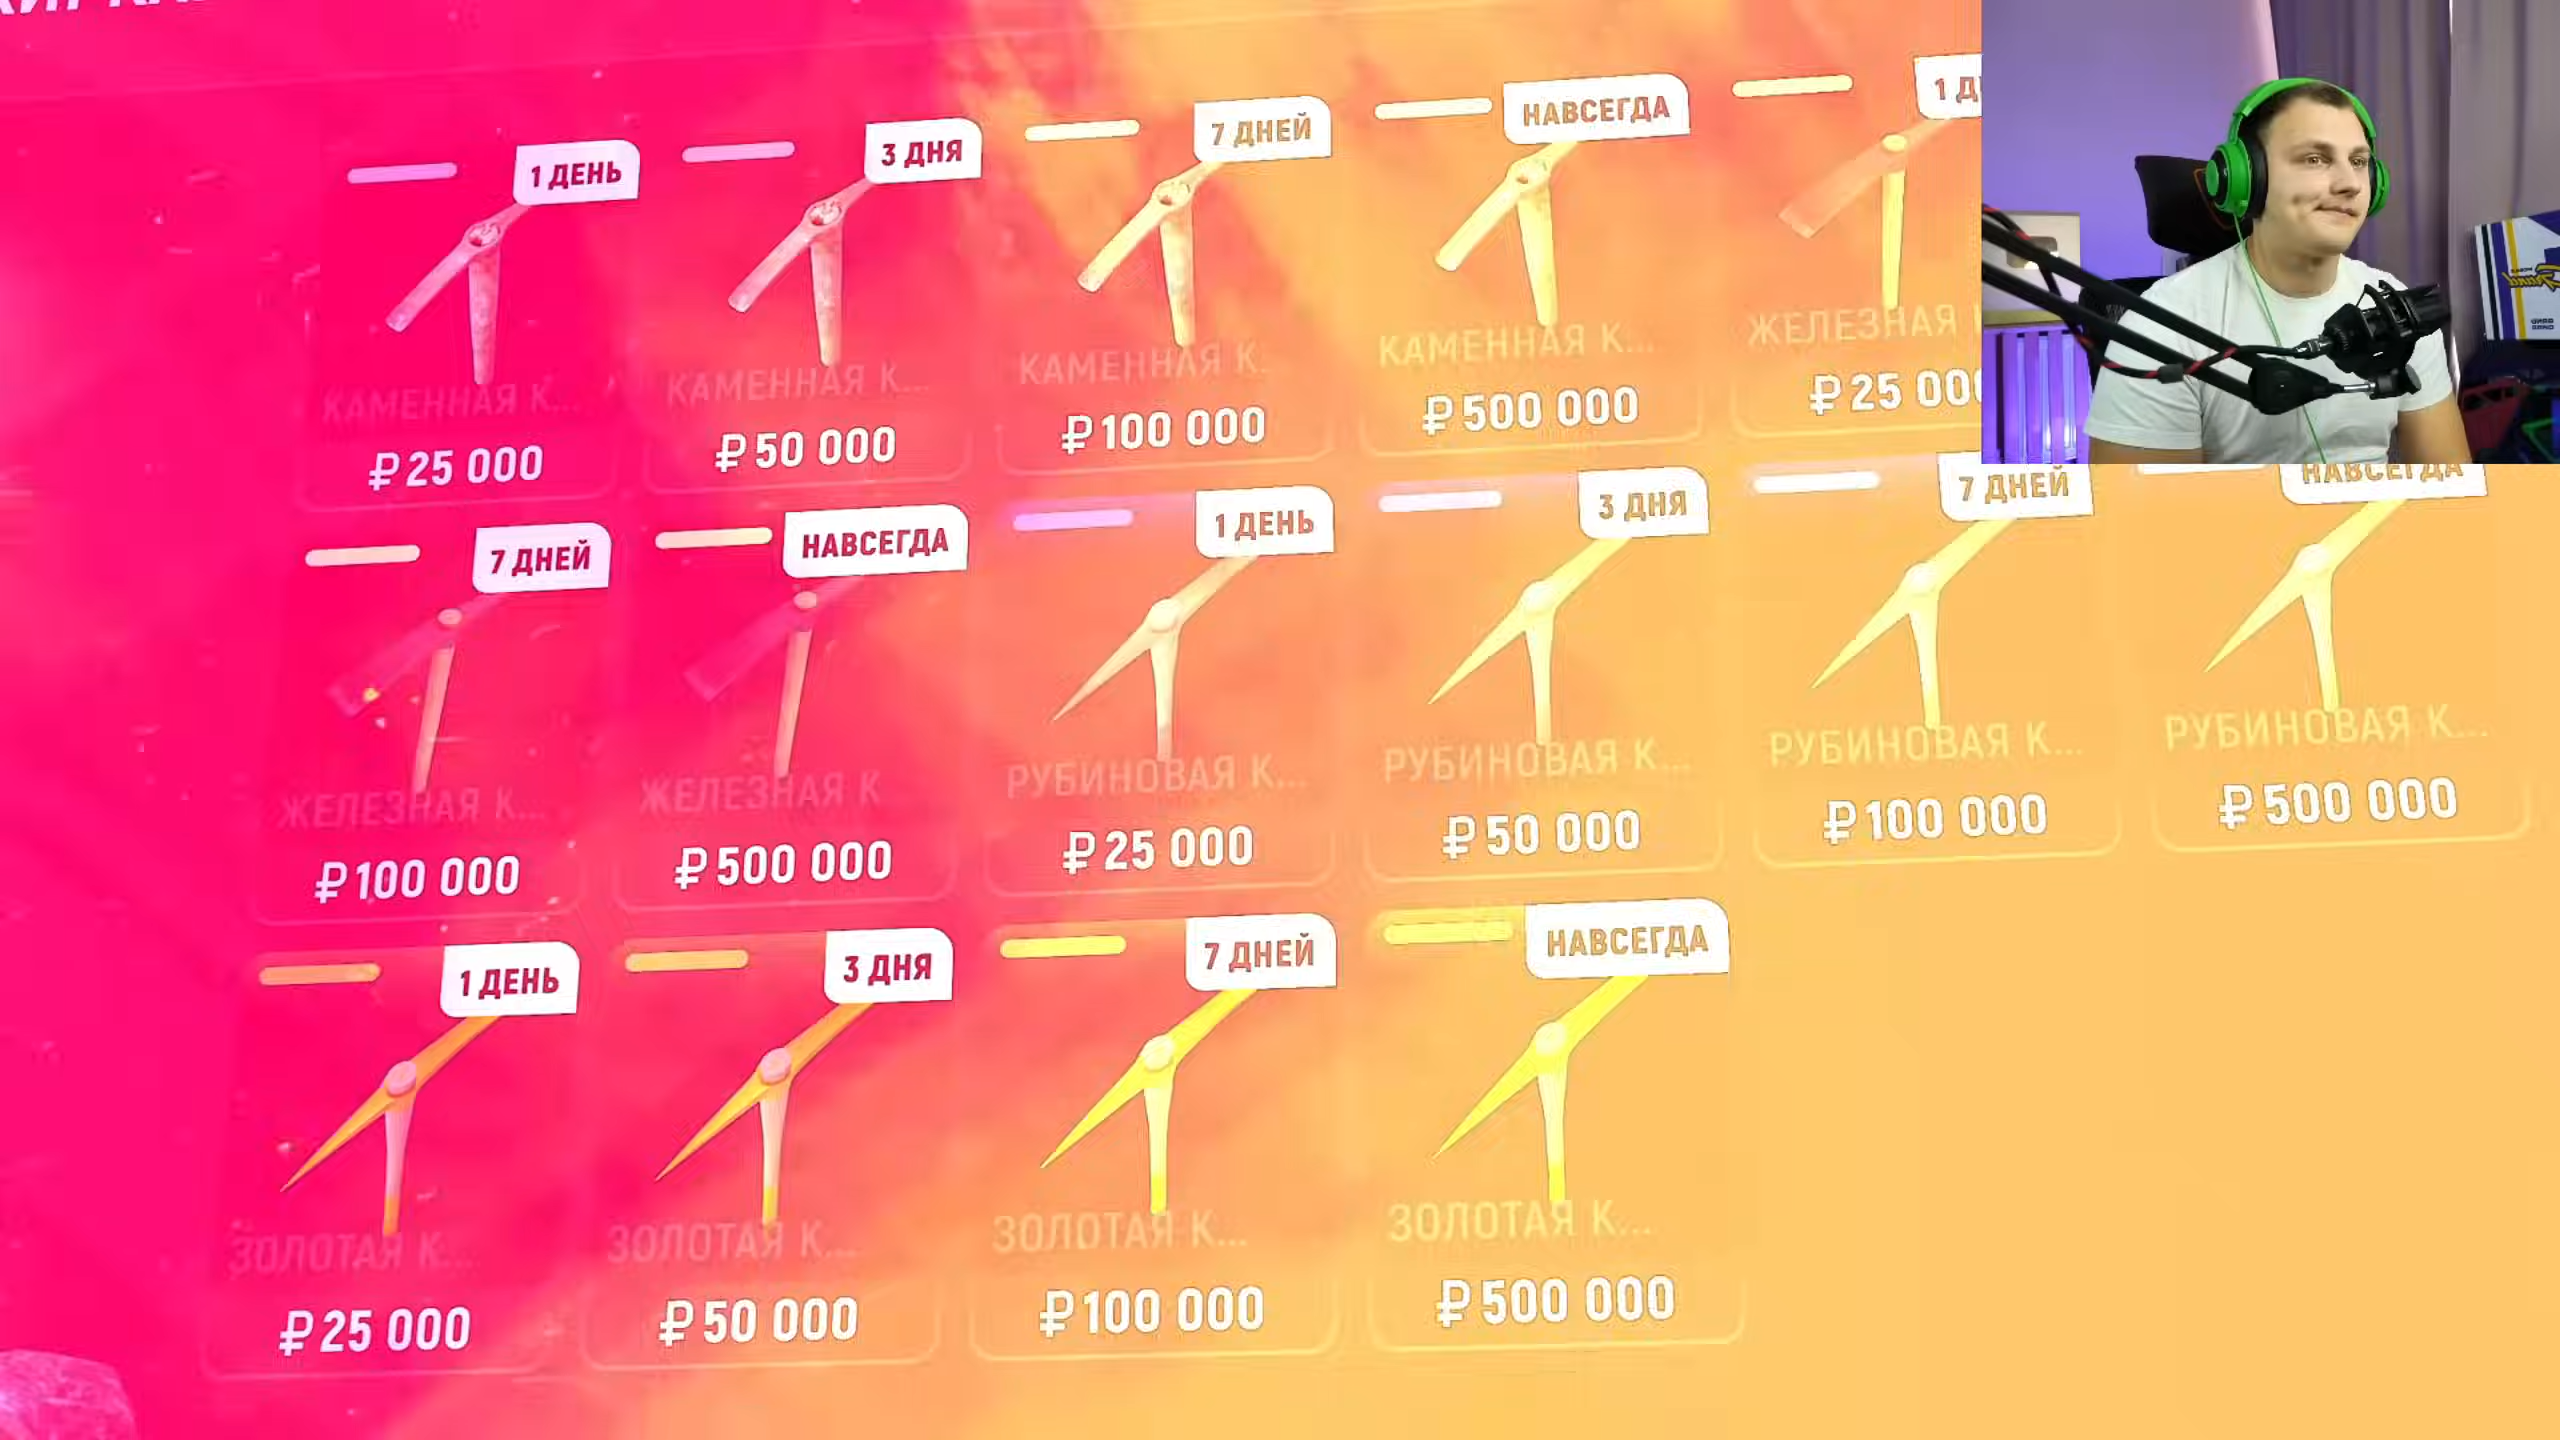 1 ДЕНЬ
КАМЕННАЯ К...
₽25 000
3 ДНЯ
КАМЕННАЯ К...
₽50 000
7 ДНЕЙ
КАМЕННАЯ К.
₽100 000
НАВСЕГДА
КАМЕННАЯ К...
₽500 000
ЖЕЛЕЗНАЯ
7 ДНЕЙ
ЖЕЛЕЗНАЯ К...
₽100 000
НАВСЕГДА
ЖЕЛЕЗНАЯ К
₽500 000
1 ДЕНЬ
РУБИНОВАЯ К...
₽25 000
3 ДНЯ
РУБИНОВАЯ К...
₽50 000
7 ДНЕЙ
РУБИНОВАЯ К...
₽100 000
НАВСЕГДА
РУБИНОВАЯ К...
₽500 000
1 ДЕНЬ
ЗОЛОТАЯ К...
₽25 000
3 ДНЯ
ЗОЛОТАЯ К...
₽50 000
7 ДНЕЙ
ЗОЛОТАЯ К...
₽100 000
НАВСЕГДА
ЗОЛОТАЯ К...
₽500 000